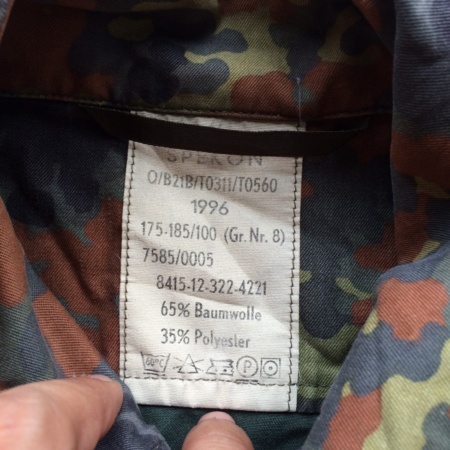 SPEKON
Q/B21B/T0311/T0560
1996
175-185/100 (Gr. Nr. 8)
7585/0005
8415-12-322-4221
65% Baumwolle
35% Polyester
60°C P